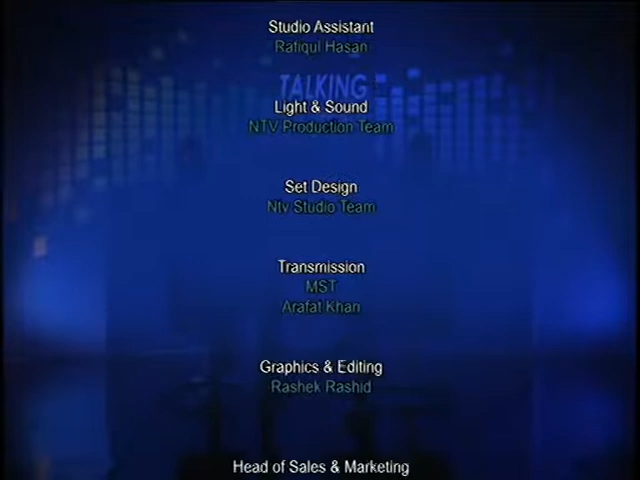 Studio Assistant
Rafiqul Hasan
TALKING
Light & Sound
NTV Production Team
Set Design
Ntv Studio Team
Transmission
MST
Arafat Khan
Graphics & Editing
Rashek Rashid
Head of Sales & Marketing